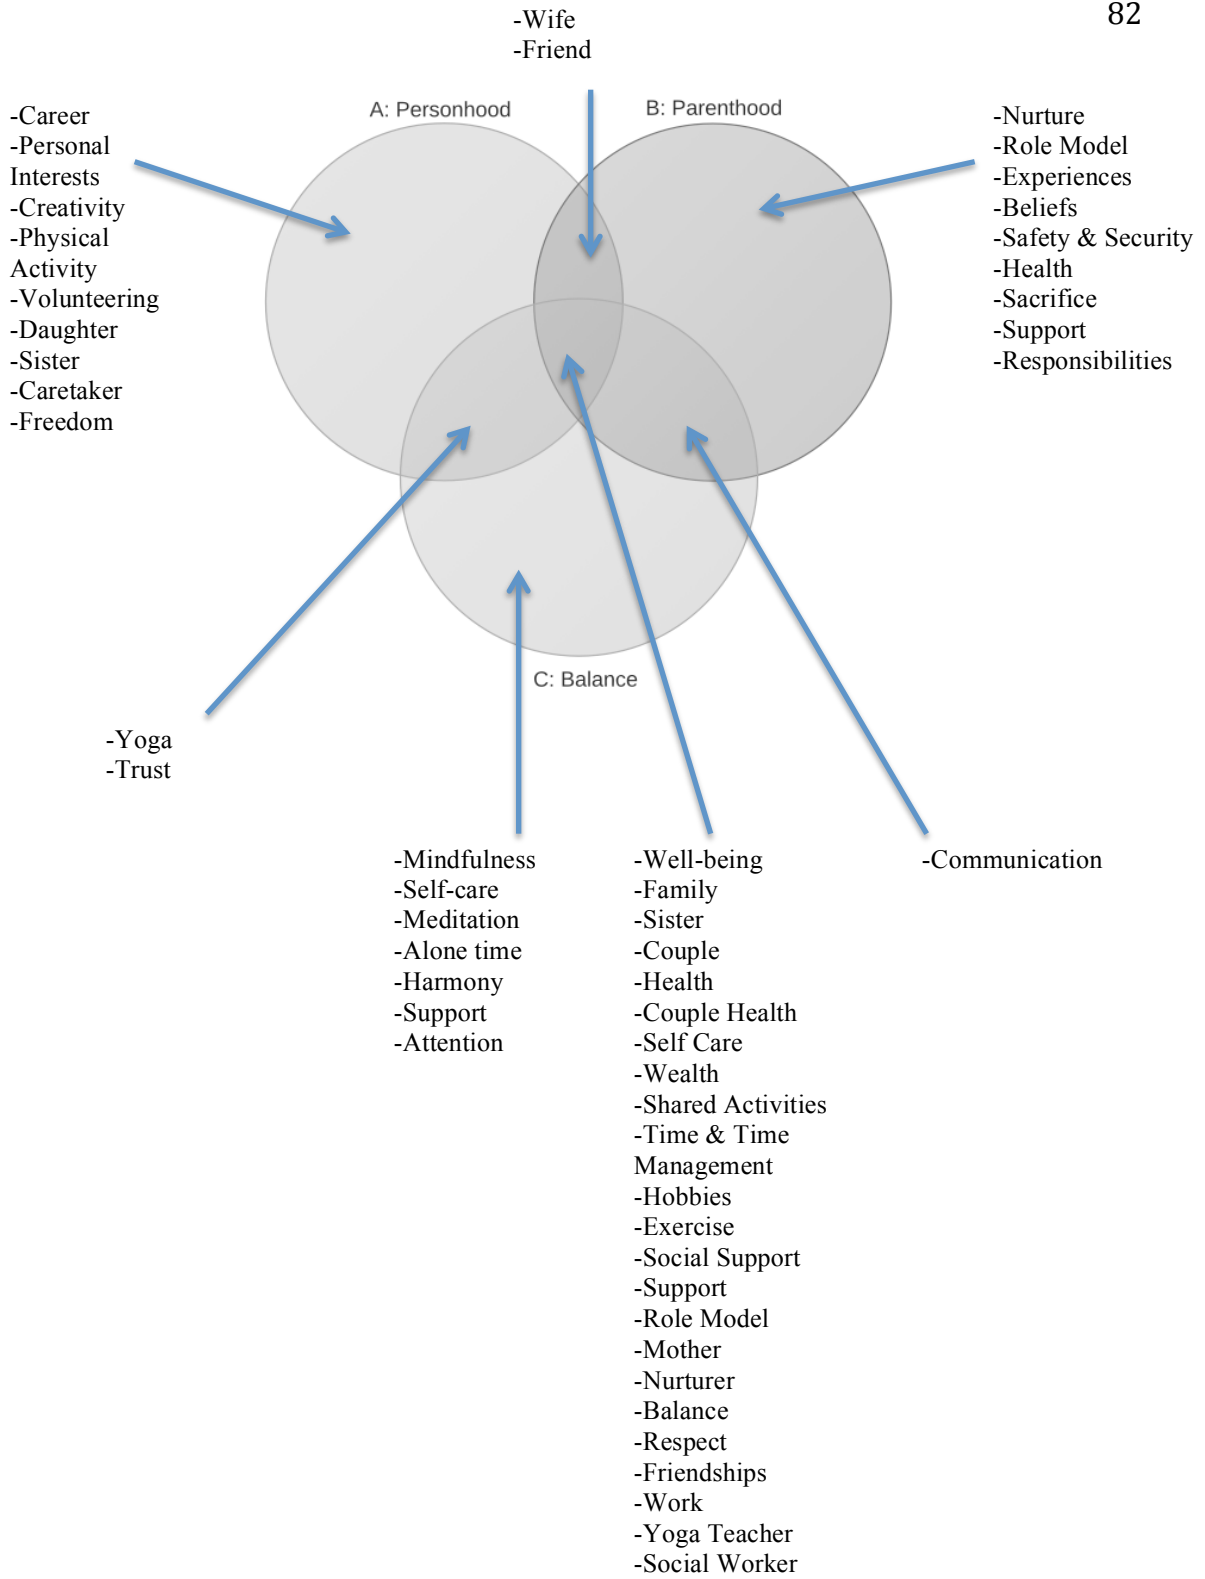 82
-Wife
-Friend
A: Personhood
B: Parenthood
-Career
-Personal
Interests
-Creativity
-Physical
Activity
-Volunteering
-Daughter
-Sister
-Caretaker
-Freedom
-Nurture
-Role Model
-Experiences
-Beliefs
-Safety & Security
-Health
-Sacrifice
-Support
-Responsibilities
C: Balance
-Yoga
-Trust
-Mindfulness
-Self-care
-Meditation
-Alone time
-Harmony
-Support
-Attention
-Well-being
-Family
-Sister
-Couple
-Health
-Couple Health
-Self Care
-Wealth
-Shared Activities
-Time & Time
Management
-Hobbies
-Exercise
-Social Support
-Support
-Role Model
-Mother
-Nurturer
-Balance
-Respect
-Friendships
-Work
-Yoga Teacher
-Social Worker
-Communication